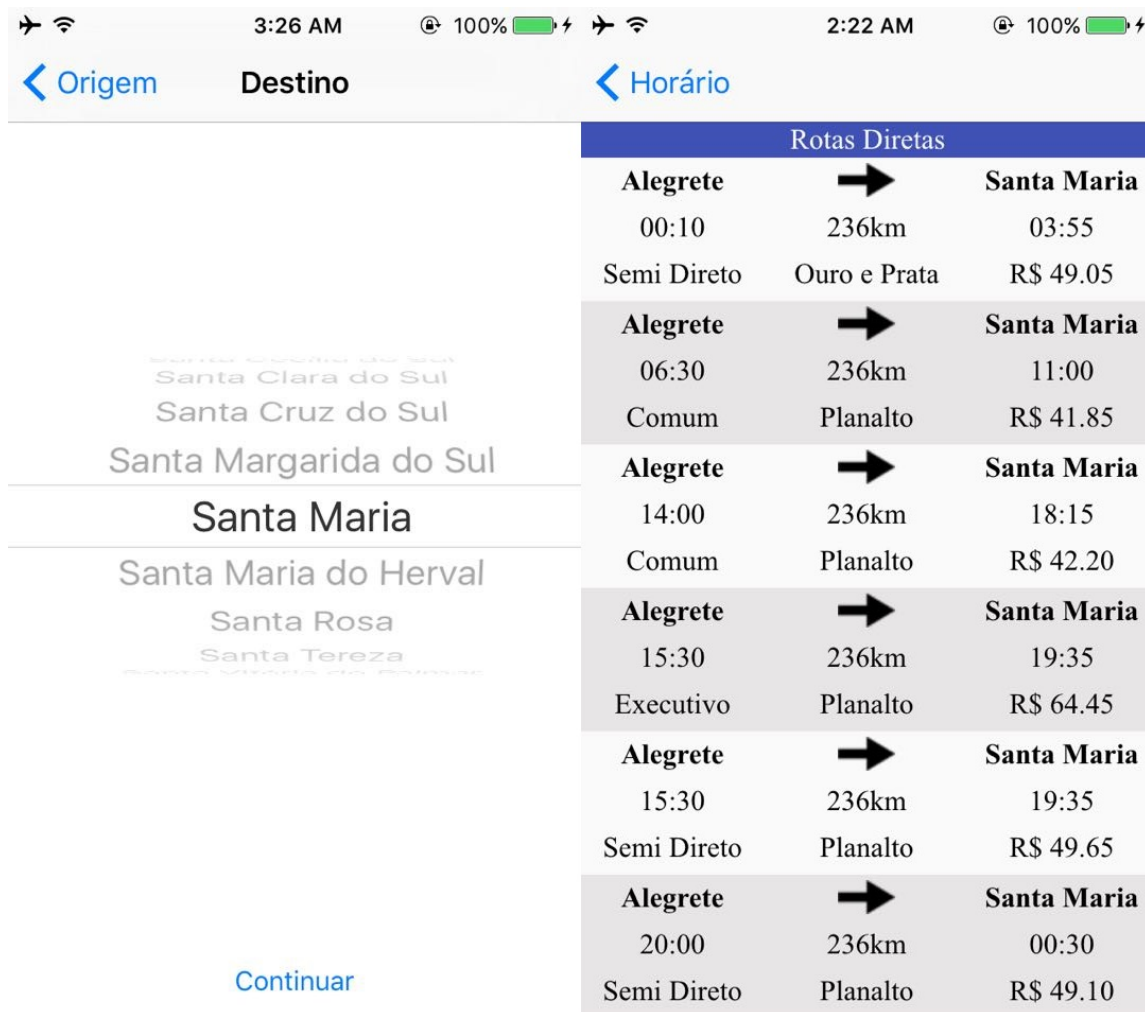 3:26 AM
100%
Origem
Destino
Santa Clara do Sul
Santa Cruz do Sul
Santa Margarida do Sul
Santa Maria
Santa Maria do Herval
Santa Rosa
Santa Tereza
Continuar
2:22 AM
100%
Horário
Rotas Diretas
Alegrete Santa Maria
00:10 236km 03:55
Semi Direto Ouro e Prata R$ 49.05
Alegrete Santa Maria
06:30 236km 11:00
Comum Planalto R$ 41.85
Alegrete Santa Maria
14:00 236km 18:15
Comum Planalto R$ 42.20
Alegrete Santa Maria
15:30 236km 19:35
Executivo Planalto R$ 64.45
Alegrete Santa Maria
15:30 236km 19:35
Semi Direto Planalto R$ 49.65
Alegrete Santa Maria
20:00 236km 00:30
Semi Direto Planalto R$ 49.10